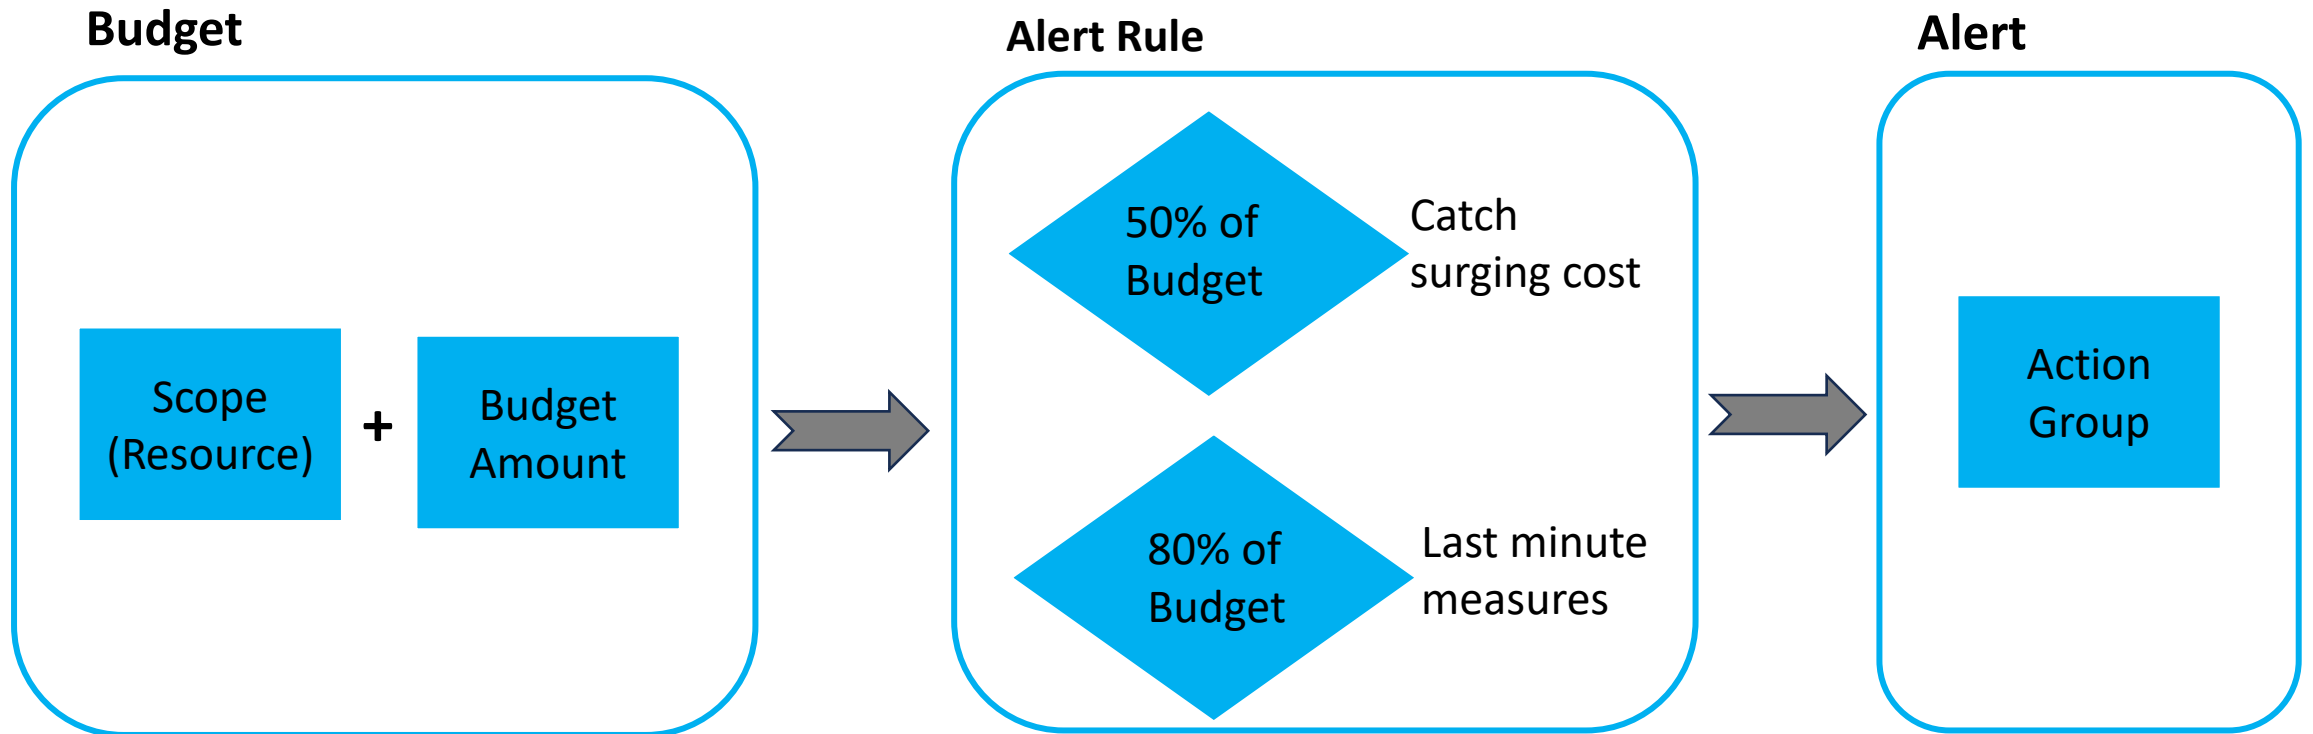 Budget
Scope
(Resource)
+
Budget
Amount
Alert Rule
50% of
Budget
Catch
surging cost
80% of
Budget
Last minute
measures
Alert
Action
Group